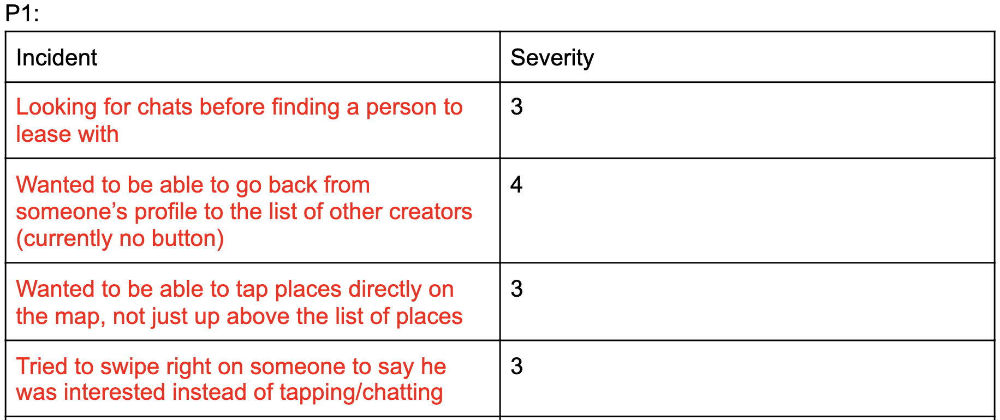 P1:
Incident
Severity
Looking for chats before finding a person to
lease with
3
Wanted to be able to go back from
someone’s profile to the list of other creators
(currently no button)
4
Wanted to be able to tap places directly on
the map, not just up above the list of places
3
Tried to swipe right on someone to say he
was interested instead of tapping/chatting
3